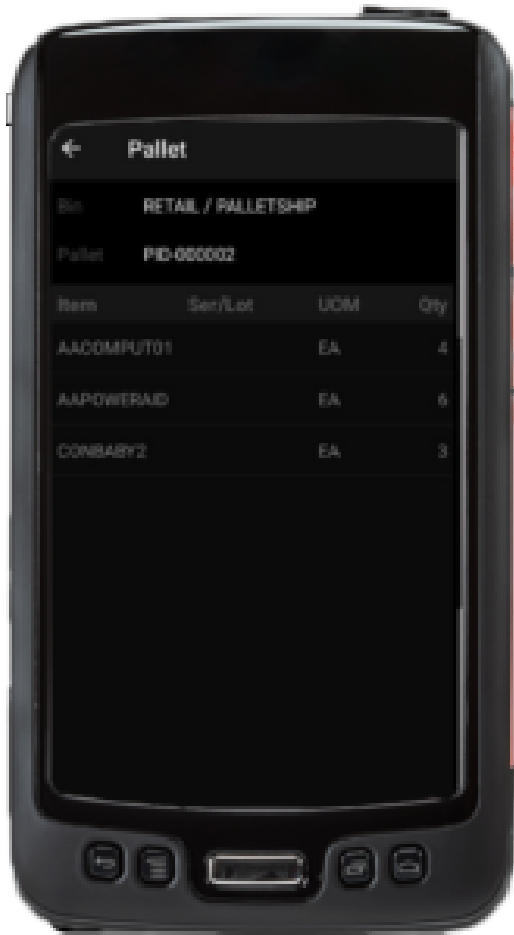 Pallet
Bin RETAIL / PALLETSHIP
Pallet PID-000002
Item Ser/Lot UOM Qty
AACOMPUT01 EA 4
AAPOWERAID EA 6
CONBABY2 EA 3